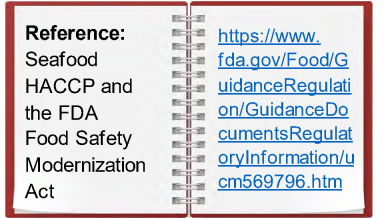 Reference:
Seafood
HACCP and
the FDA
Food Safety
Modernization
Act
https://www.
fda.gov/Food/G
uidanceRegulati
on/GuidanceDo
cumentsRegulat
oryInformation/u
cm569796.htm